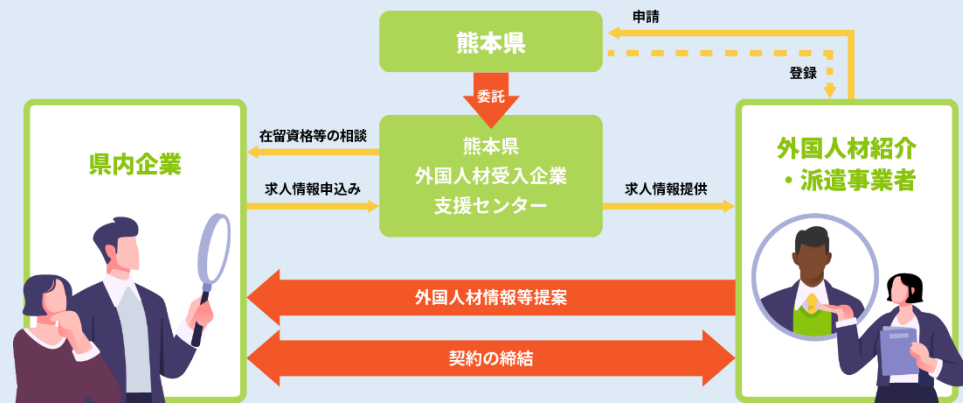 熊本県
申請
登録
委託
県内企業
在留資格等の相談
求人情報申込み
熊本県
外国人材受入企業
支援センター
求人情報提供
外国人材紹介
・派遣事業者
外国人材情報等提案
契約の締結